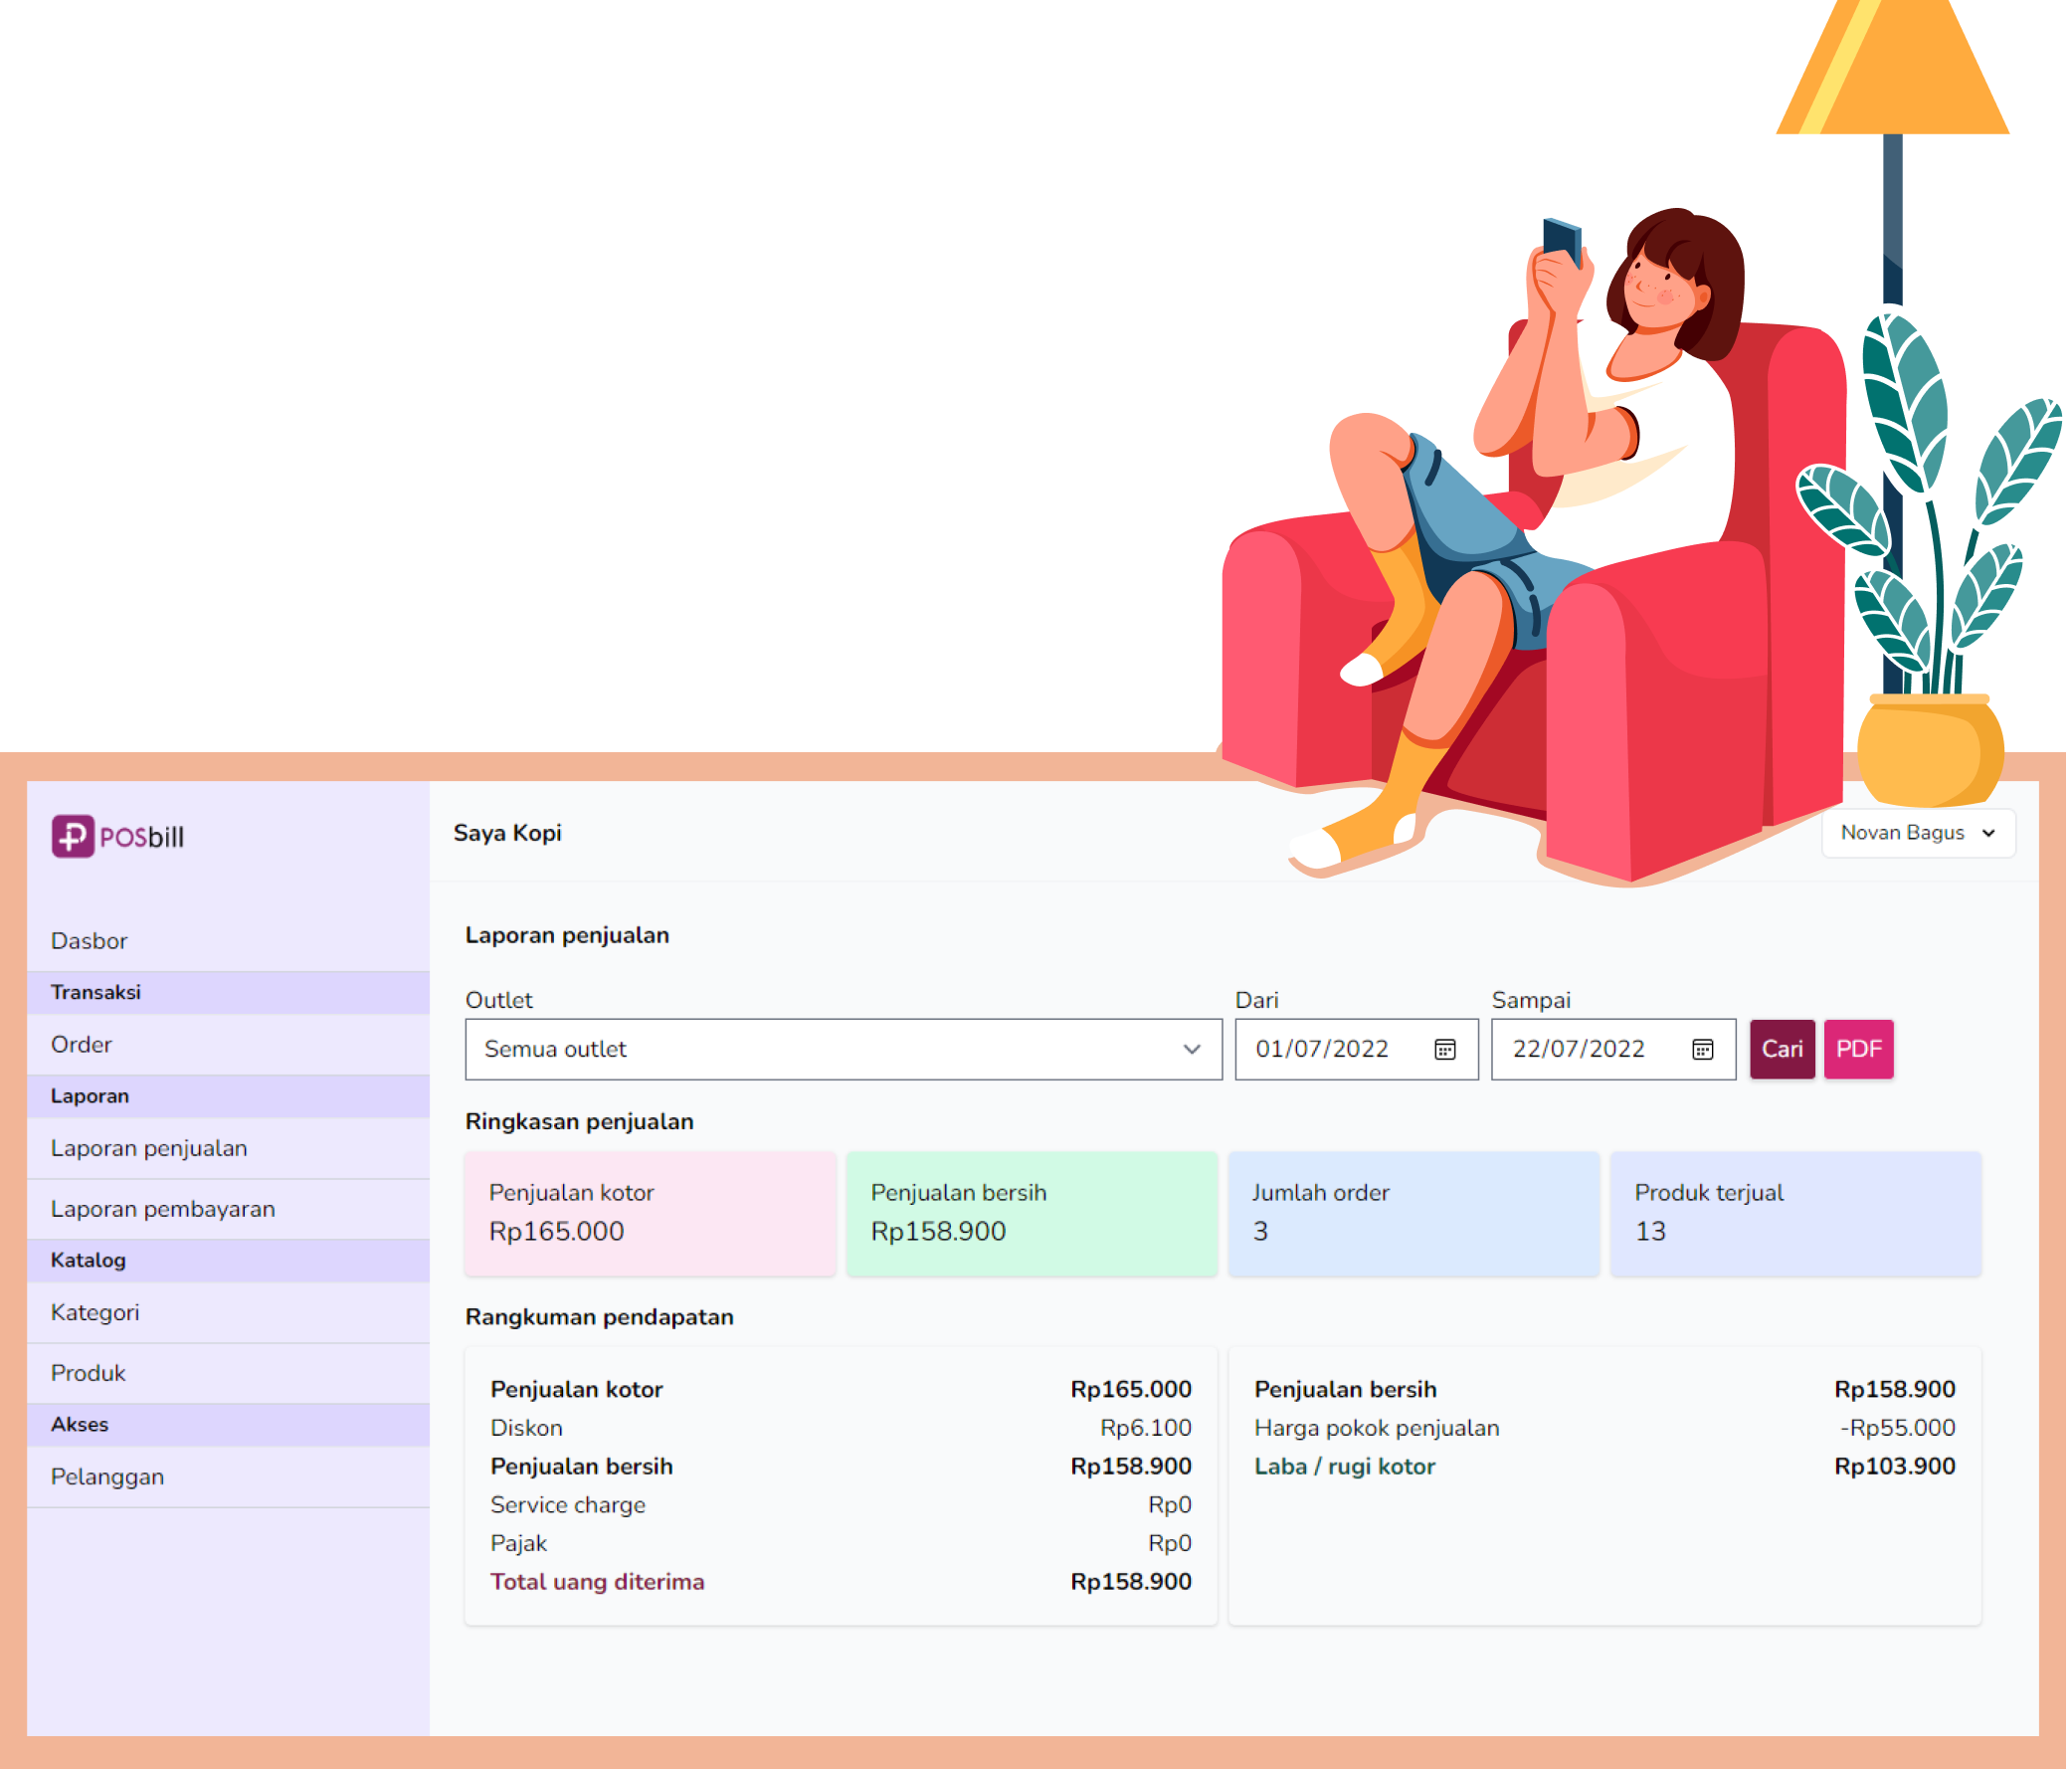 POSbill
Saya Kopi
Novan Bagus
Dasbor
Transaksi
Order
Laporan
Laporan penjualan
Laporan pembayaran
Katalog
Kategori
Produk
Akses
Pelanggan
Laporan penjualan
Outlet Dari Sampai
Semua outlet 01/07/2022 22/07/2022 Cari PDF
Ringkasan penjualan
Penjualan kotor Penjualan bersih Jumlah order Produk terjual
Rp165.000 Rp158.900 3 13
Rangkuman pendapatan
Penjualan kotor Rp165.000
Diskon Rp6.100
Penjualan bersih Rp158.900
Service charge Rp0
Pajak Rp0
Total uang diterima Rp158.900
Penjualan bersih Rp158.900
Harga pokok penjualan -Rp55.000
Laba / rugi kotor Rp103.900